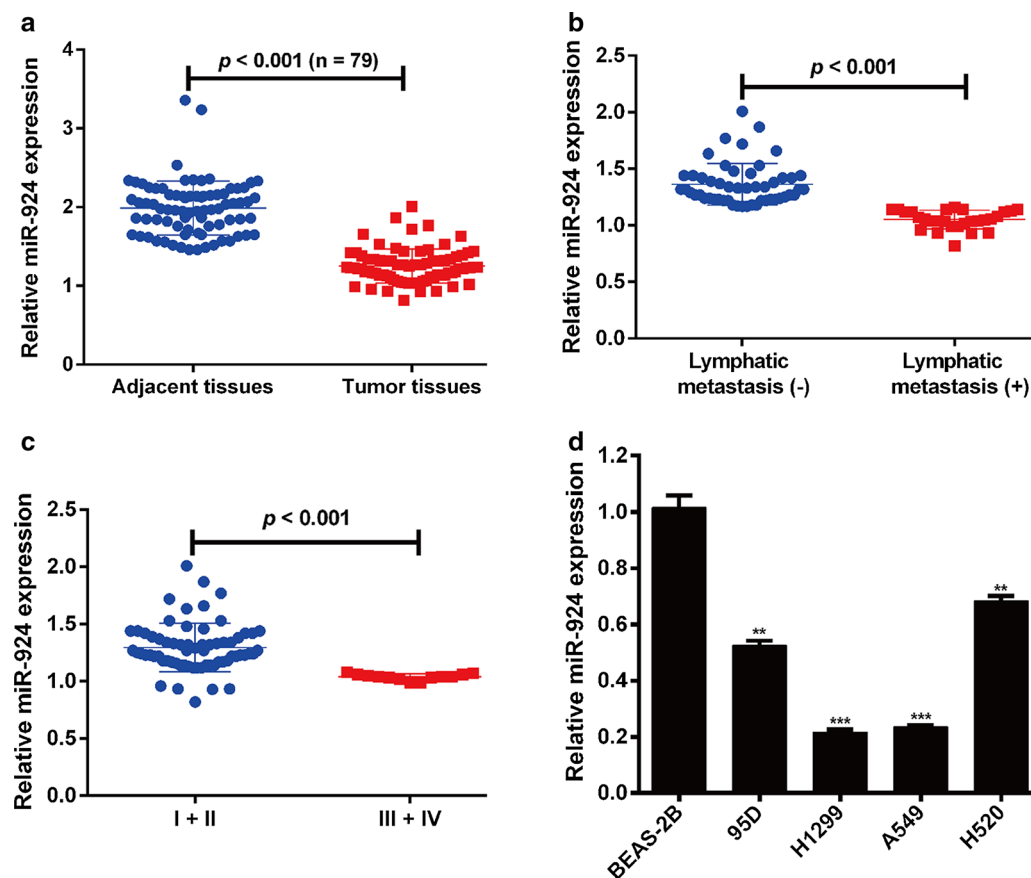 a
Relative miR-924 expression
4
3
2
1
0
p < 0.001 (n = 79)
Adjacent tissues
Tumor tissues
b
Relative miR-924 expression
2.5
2.0
1.5
1.0
0.5
0.0
p < 0.001
Lymphatic
metastasis (-)
Lymphatic
metastasis (+)
c
Relative miR-924 expression
2.5
2.0
1.5
1.0
0.5
0.0
p < 0.001
I + II
III + IV
d
Relative miR-924 expression
1.2
1.0
0.8
0.6
0.4
0.2
0.0
**
***
***
**
BEAS-2B
95D
H1299
A549
H520